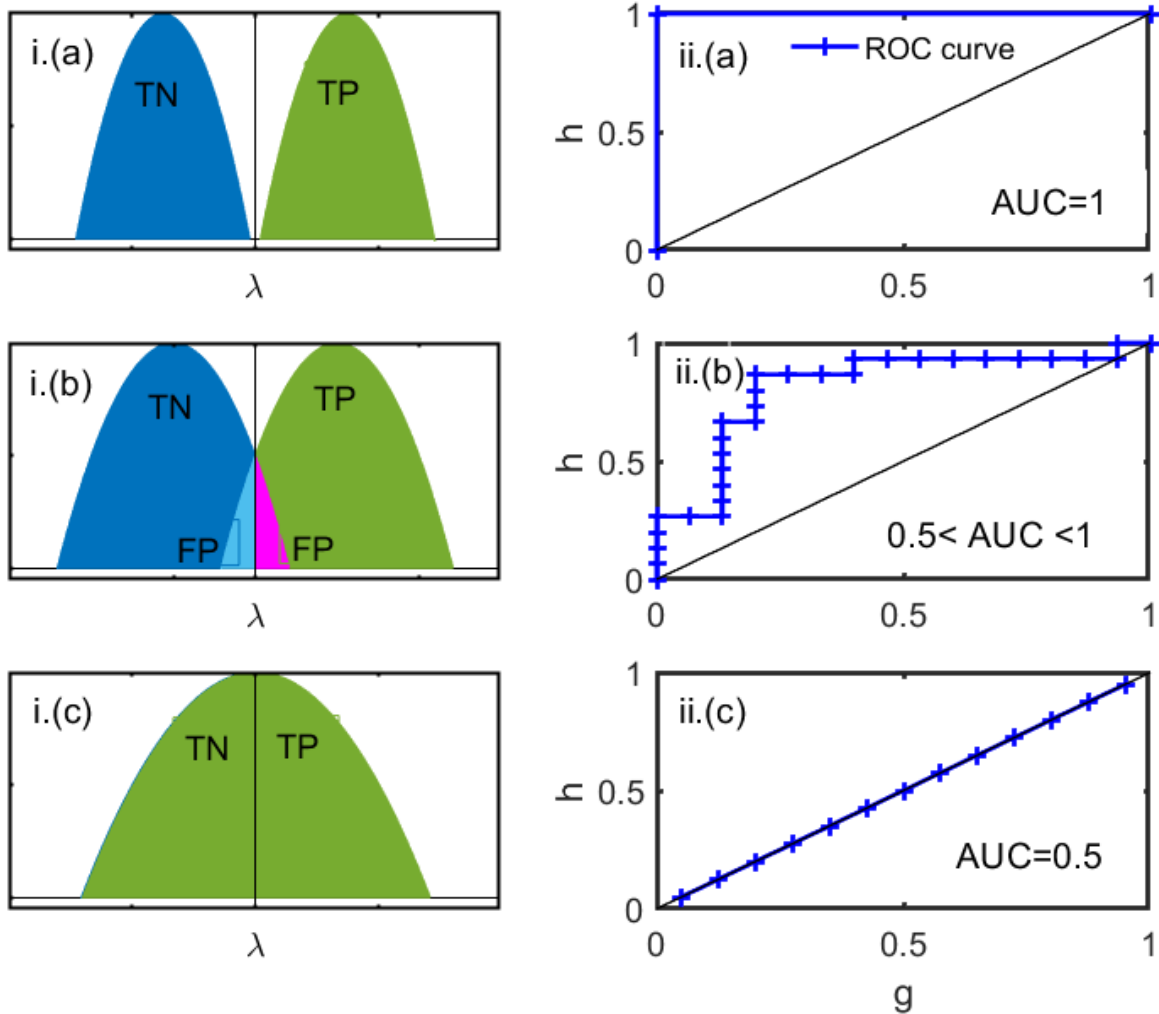 i.(a)
TN
TP
λ
ii.(a)
ROC curve
AUC=1
h
1
0.5
0
0
0.5
1
i.(b)
TN
TP
FP
FP
λ
ii.(b)
0.5< AUC <1
h
1
0.5
0
0
0.5
1
i.(c)
TN
TP
λ
ii.(c)
AUC=0.5
h
1
0.5
0
0
0.5
1
g